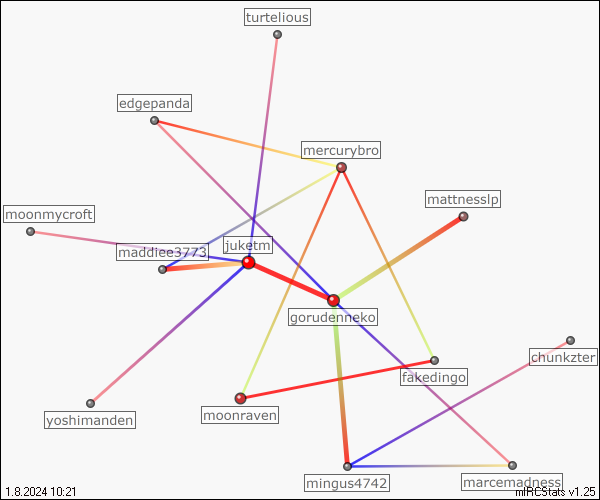 turtelious
edgepanda
mercurybro
mattnesslp
moonmycroft
juketm
maddiee3773
gorudenneko
chunkzter
fakedingo
moonraven
yoshimanden
mingus4742
marcemadness
1.8.2024 10:21
mIRCStats v1.25